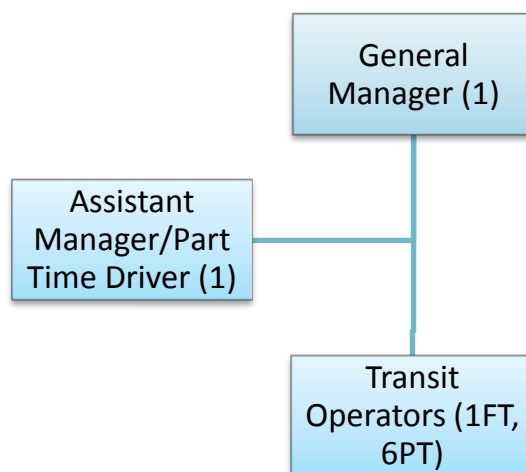 General
Manager (1)
Assistant
Manager/Part
Time Driver (1)
Transit
Operators (1FT,
6PT)